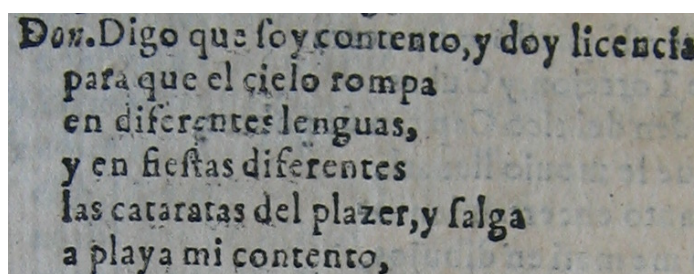 Don.Digo que ſoy contento,y doy licencia
para que el cielo rompa
en diferentes lenguas,
y en fieſtas diferentes
las cataratas del plazer,y ſalga
a playa mi contento,